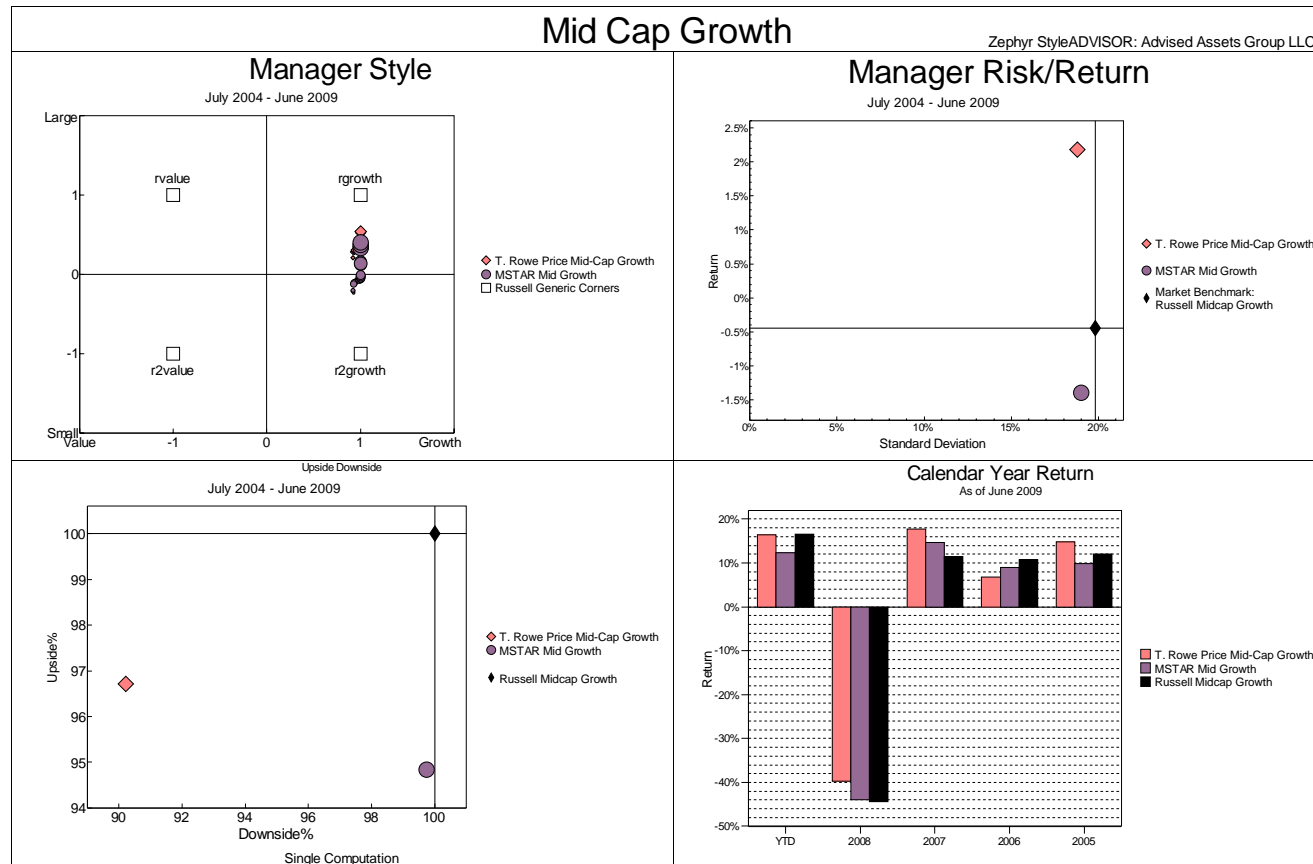 Mid Cap Growth
Zephyr StyleADVISOR: Advised Assets Group LLC
Manager Style
July 2004 - June 2009
Large
1
0
-1
Small
Value
-1
0
1
Growth
rvalue
rgrowth
r2value
r2growth
T. Rowe Price Mid-Cap Growth
MSTAR Mid Growth
Russell Generic Corners
Manager Risk/Return
July 2004 - June 2009
Return
2.5%
2%
1.5%
1%
0.5%
0%
-0.5%
-1%
-1.5%
0%
5%
10%
15%
20%
Standard Deviation
T. Rowe Price Mid-Cap Growth
MSTAR Mid Growth
Market Benchmark:
Russell Midcap Growth
Upside Downside
July 2004 - June 2009
Upside%
100
99
98
97
96
95
94
90
92
94
96
98
100
Downside%
Single Computation
T. Rowe Price Mid-Cap Growth
MSTAR Mid Growth
Russell Midcap Growth
Calendar Year Return
As of June 2009
Return
20%
10%
0%
-10%
-20%
-30%
-40%
-50%
YTD
2008
2007
2006
2005
T. Rowe Price Mid-Cap Growth
MSTAR Mid Growth
Russell Midcap Growth